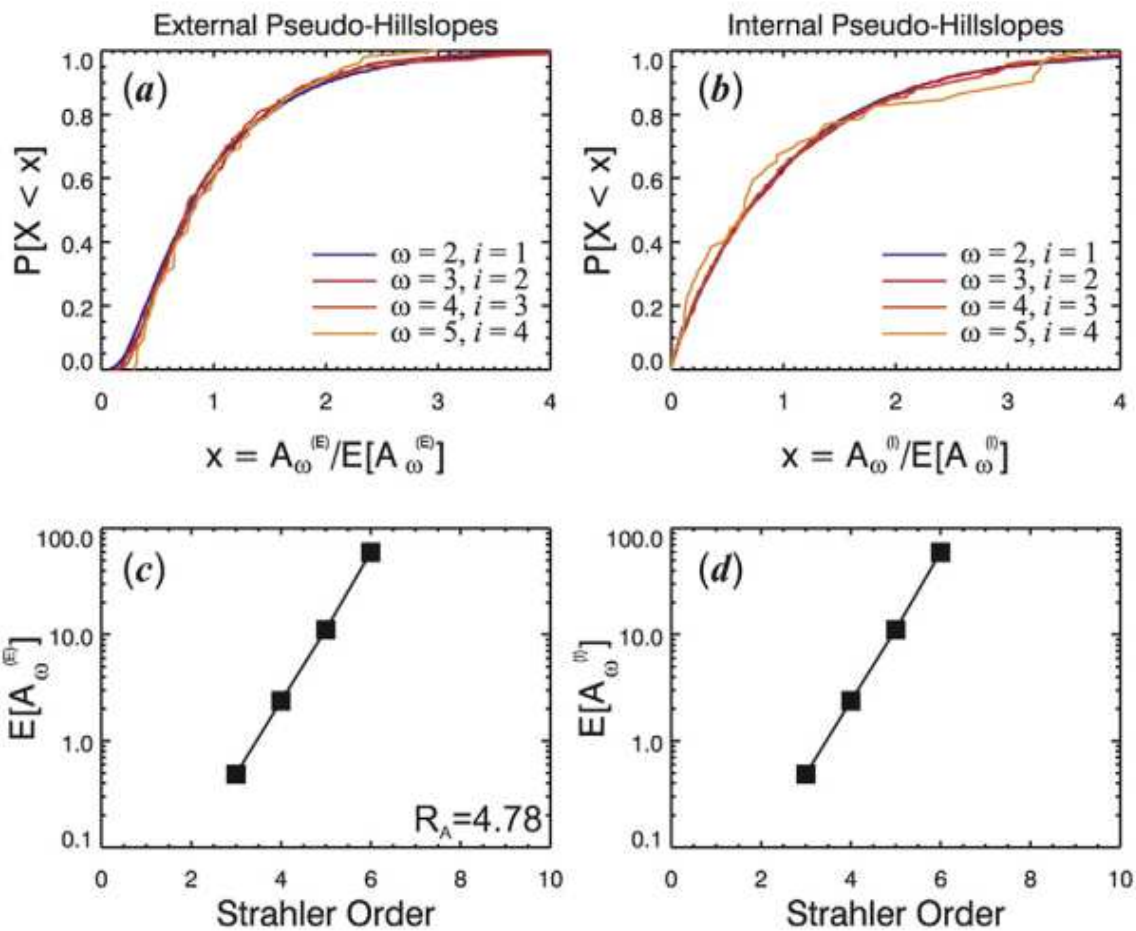 External Pseudo-Hillslopes
(a)
P[X < x]
1.0
0.8
0.6
0.4
0.2
0.0
ω = 2, i = 1
ω = 3, i = 2
ω = 4, i = 3
ω = 5, i = 4
0 1 2 3 4
x = A_ω^(E)/E[A_ω^(E)]
Internal Pseudo-Hillslopes
(b)
P[X < x]
1.0
0.8
0.6
0.4
0.2
0.0
ω = 2, i = 1
ω = 3, i = 2
ω = 4, i = 3
ω = 5, i = 4
0 1 2 3 4
x = A_ω^(I)/E[A_ω^(I)]
(c)
E[A_ω^(E)]
100.0
10.0
1.0
0.1
R_A=4.78
0 2 4 6 8 10
Strahler Order
(d)
E[A_ω^(I)]
100.0
10.0
1.0
0.1
0 2 4 6 8 10
Strahler Order